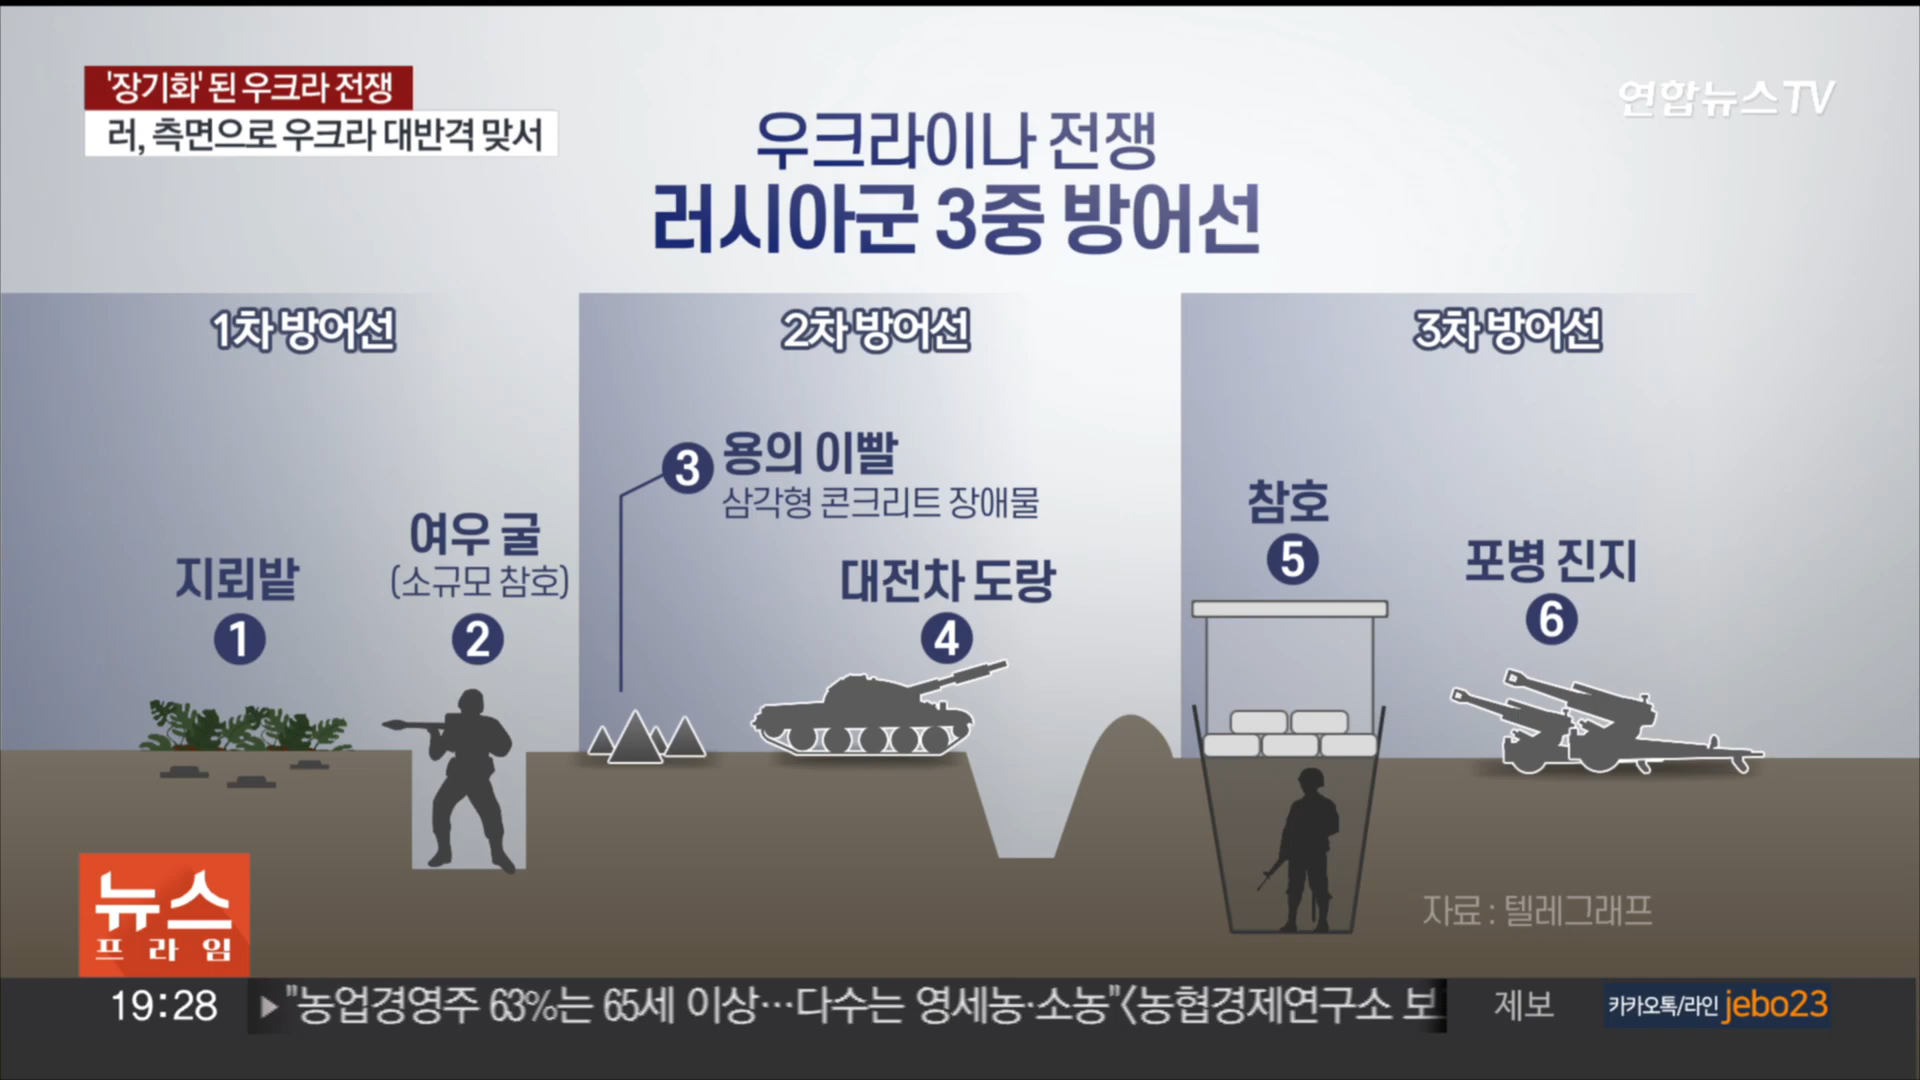 '장기화' 된 우크라 전쟁
러, 측면으로 우크라 대반격 맞서
연합뉴스TV
우크라이나 전쟁
러시아군 3중 방어선
1차 방어선
2차 방어선
3차 방어선
지뢰밭
1
여우 굴
(소규모 참호)
2
3 용의 이빨
삼각형 콘크리트 장애물
대전차 도랑
4
참호
5
포병 진지
6
자료 : 텔레그래프
뉴스
프라임
19:28 ▶"농업경영주 63%는 65세 이상…다수는 영세농·소농"〈농협경제연구소 보 제보 카카오톡/라인 jebo23